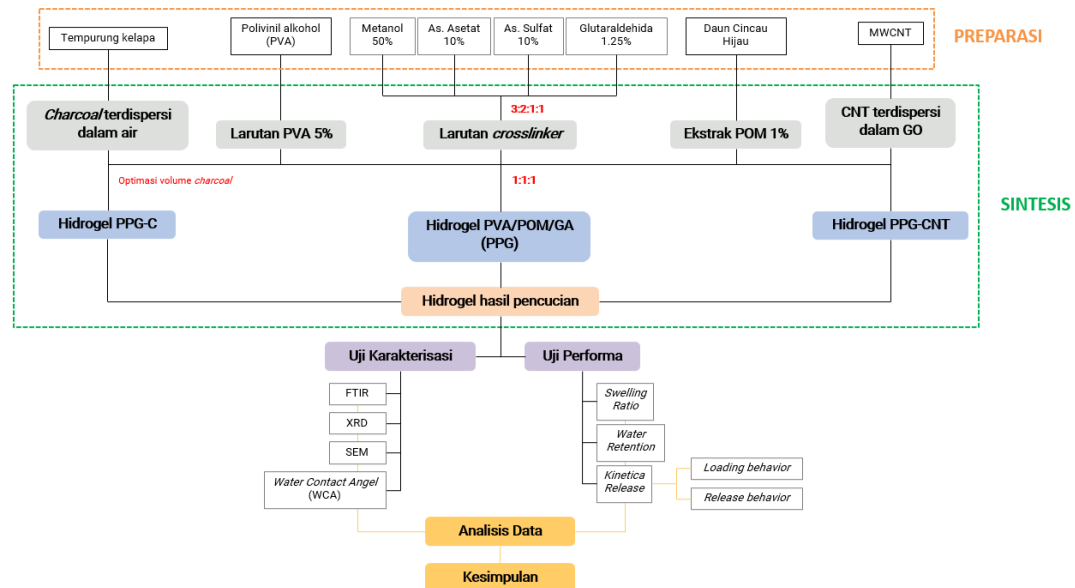 Tempurung kelapa
Polivinil alkohol
(PVA)
Metanol
50%
As. Asetat
10%
As. Sulfat
10%
Glutaraldehida
1.25%
Daun Cincau
Hijau
MWCNT
PREPARASI
Charcoal terdispersi
dalam air
Larutan PVA 5%
3:2:1:1
Larutan crosslinker
Ekstrak POM 1%
CNT terdispersi
dalam GO
Optimasi volume charcoal
1:1:1
SINTESIS
Hidrogel PPG-C
Hidrogel PVA/POM/GA
(PPG)
Hidrogel PPG-CNT
Hidrogel hasil pencucian
Uji Karakterisasi
Uji Performa
FTIR
XRD
SEM
Water Contact Angel
(WCA)
Swelling
Ratio
Water
Retention
Kinetica
Release
Loading behavior
Release behavior
Analisis Data
Kesimpulan